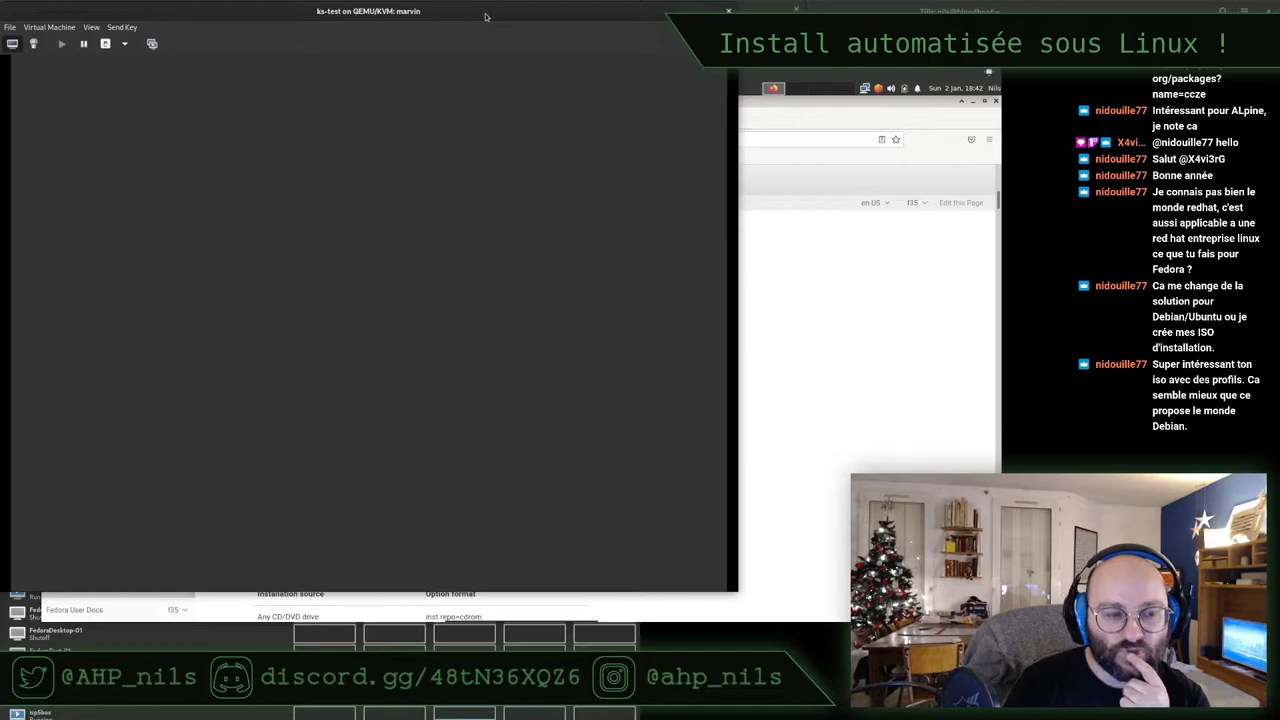 ks-test on QEMU/KVM: marvin
File Virtual Machine View Send Key
Install automatisée sous Linux !
Sun 2 Jan, 18:42 Nils
en-US f35 Edit this Page
org/packages?
name=ccze
nidouille77 Intéressant pour ALpine,
je note ca
X4vi... @nidouille77 hello
nidouille77 Salut @X4vi3rG
nidouille77 Bonne année
nidouille77 Je connais pas bien le
monde redhat, c'est
aussi applicable a une
red hat entreprise linux
ce que tu fais pour
Fedora ?
nidouille77 Ca me change de la
solution pour
Debian/Ubuntu ou je
crée mes ISO
d'installation.
nidouille77 Super intéressant ton
iso avec des profils. Ca
semble mieux que ce
propose le monde
Debian.
Installation source Option format
Fedora User Docs f35
Any CD/DVD drive inst.repo=cdrom
FedoraDesktop-01
Shutoff
@AHP_nils discord.gg/48tN36XQZ6 @ahp_nils
Running